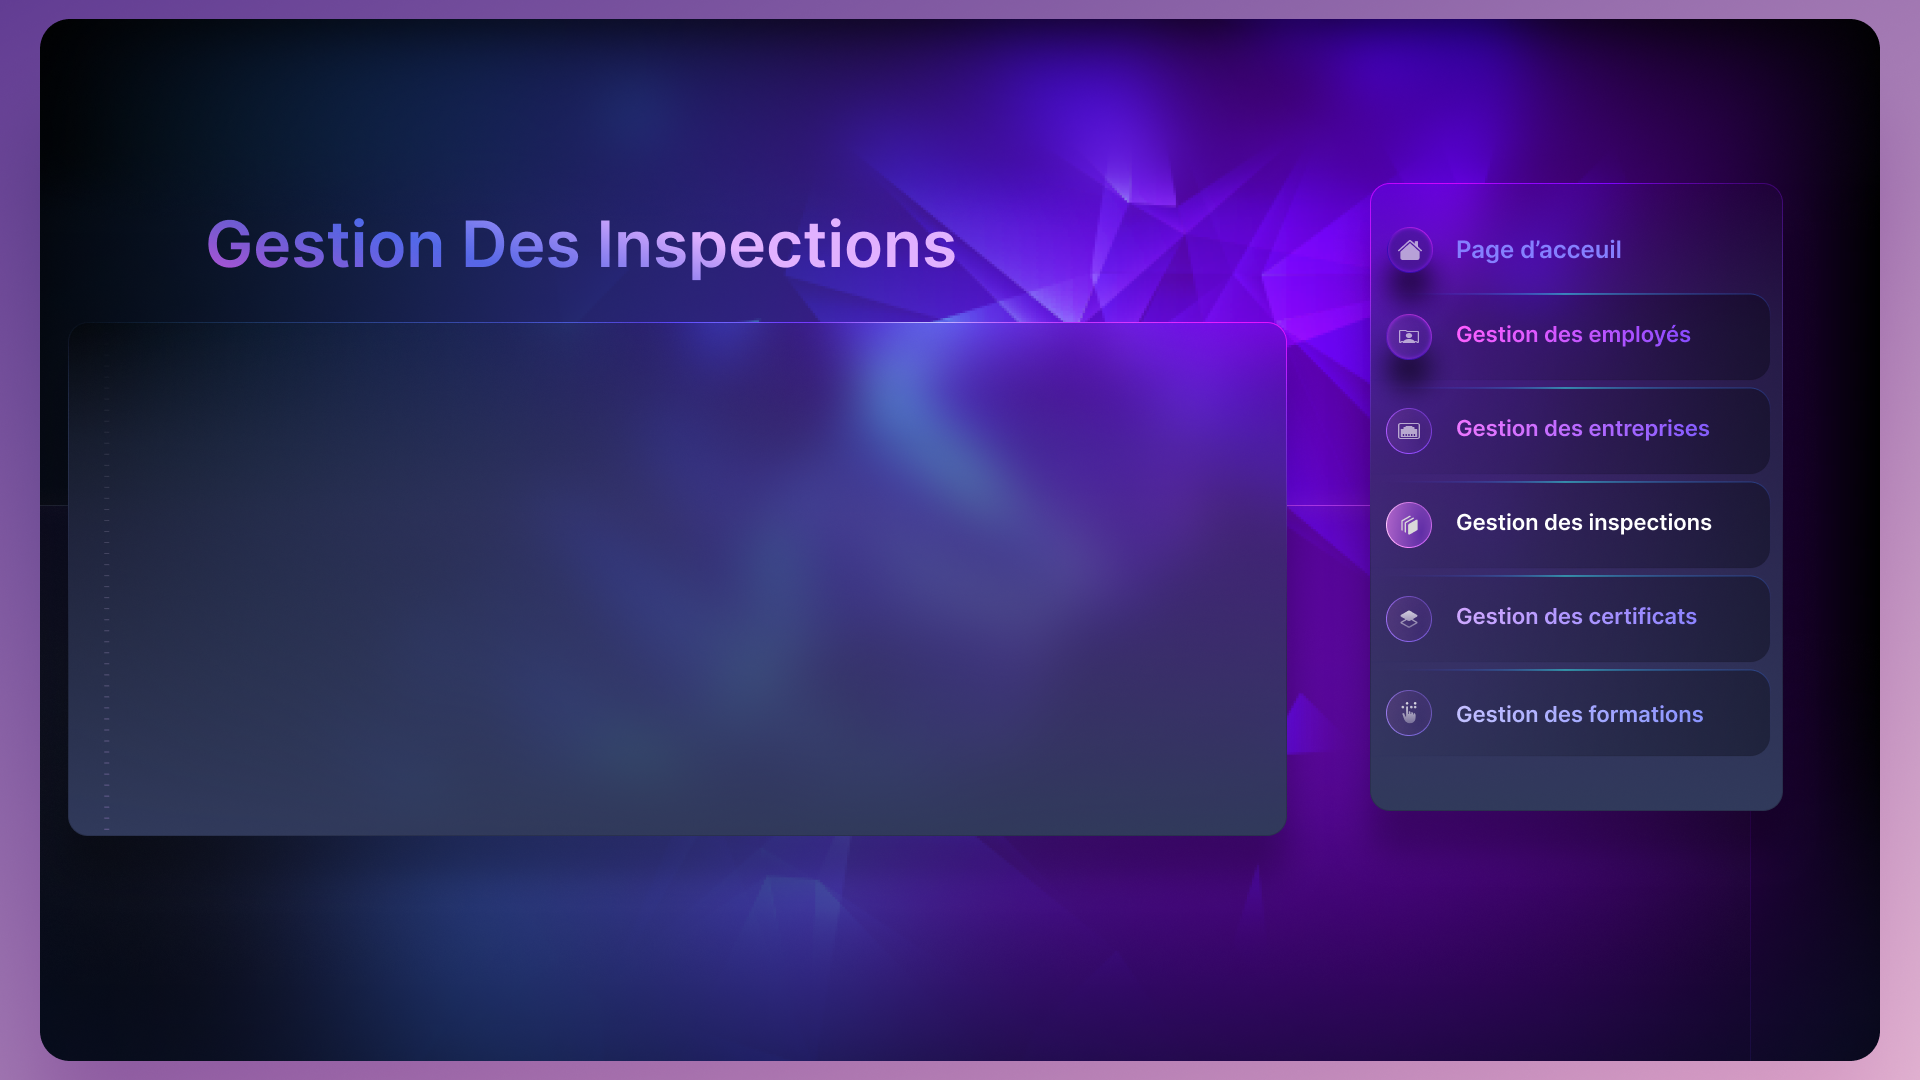 Gestion Des Inspections
Page d’acceuil
Gestion des employés
Gestion des entreprises
Gestion des inspections
Gestion des certificats
Gestion des formations